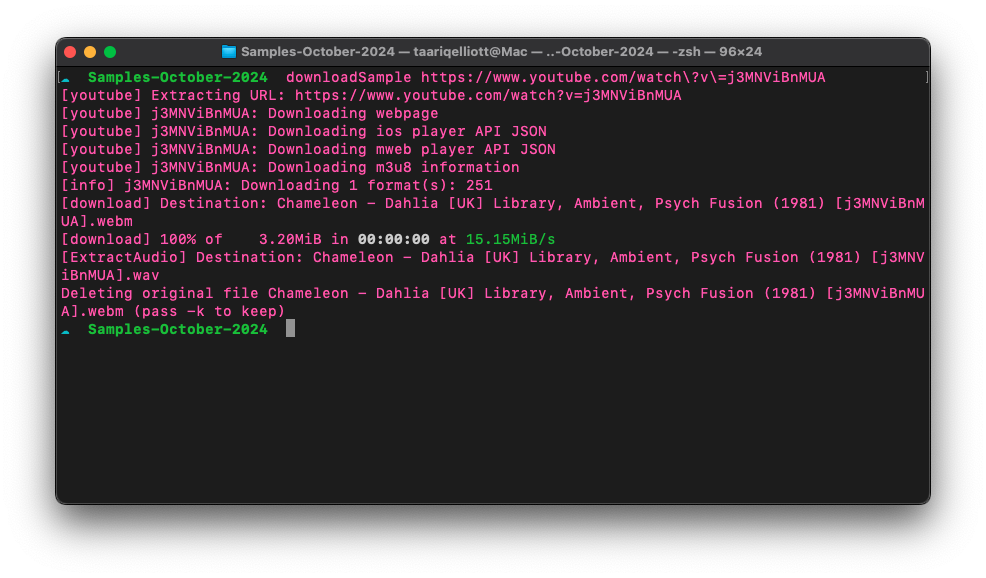 Samples-October-2024 — taariqelliott@Mac — ..-October-2024 — -zsh — 96×24
[☁  Samples-October-2024  downloadSample https://www.youtube.com/watch\?v\=j3MNViBnMUA ]
[youtube] Extracting URL: https://www.youtube.com/watch?v=j3MNViBnMUA
[youtube] j3MNViBnMUA: Downloading webpage
[youtube] j3MNViBnMUA: Downloading ios player API JSON
[youtube] j3MNViBnMUA: Downloading mweb player API JSON
[youtube] j3MNViBnMUA: Downloading m3u8 information
[info] j3MNViBnMUA: Downloading 1 format(s): 251
[download] Destination: Chameleon – Dahlia [UK] Library, Ambient, Psych Fusion (1981) [j3MNViBnM
UA].webm
[download] 100% of    3.20MiB in 00:00:00 at 15.15MiB/s
[ExtractAudio] Destination: Chameleon – Dahlia [UK] Library, Ambient, Psych Fusion (1981) [j3MNV
iBnMUA].wav
Deleting original file Chameleon – Dahlia [UK] Library, Ambient, Psych Fusion (1981) [j3MNViBnMU
A].webm (pass -k to keep)
☁  Samples-October-2024